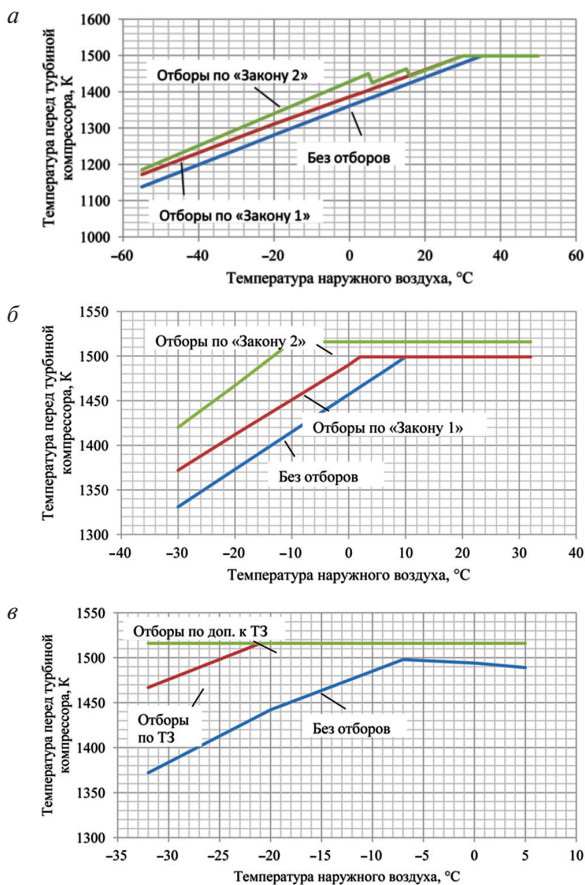 а
Температура перед турбиной
компрессора, К
1600
1500
1400
1300
1200
1100
1000
Отборы по «Закону 2»
Без отборов
Отборы по «Закону 1»
−60
−40
−20
0
20
40
60
Температура наружного воздуха, °С
б
Температура перед турбиной
компрессора, К
1550
1500
1450
1400
1350
1300
Отборы по «Закону 2»
Отборы по «Закону 1»
Без отборов
−40
−30
−20
−10
0
10
20
30
40
Температура наружного воздуха, °С
в
Температура перед турбиной
компрессора, К
1550
1500
1450
1400
1350
1300
Отборы по доп. к ТЗ
Отборы
по ТЗ
Без отборов
−35
−30
−25
−20
−15
−10
−5
0
5
10
Температура наружного воздуха, °С